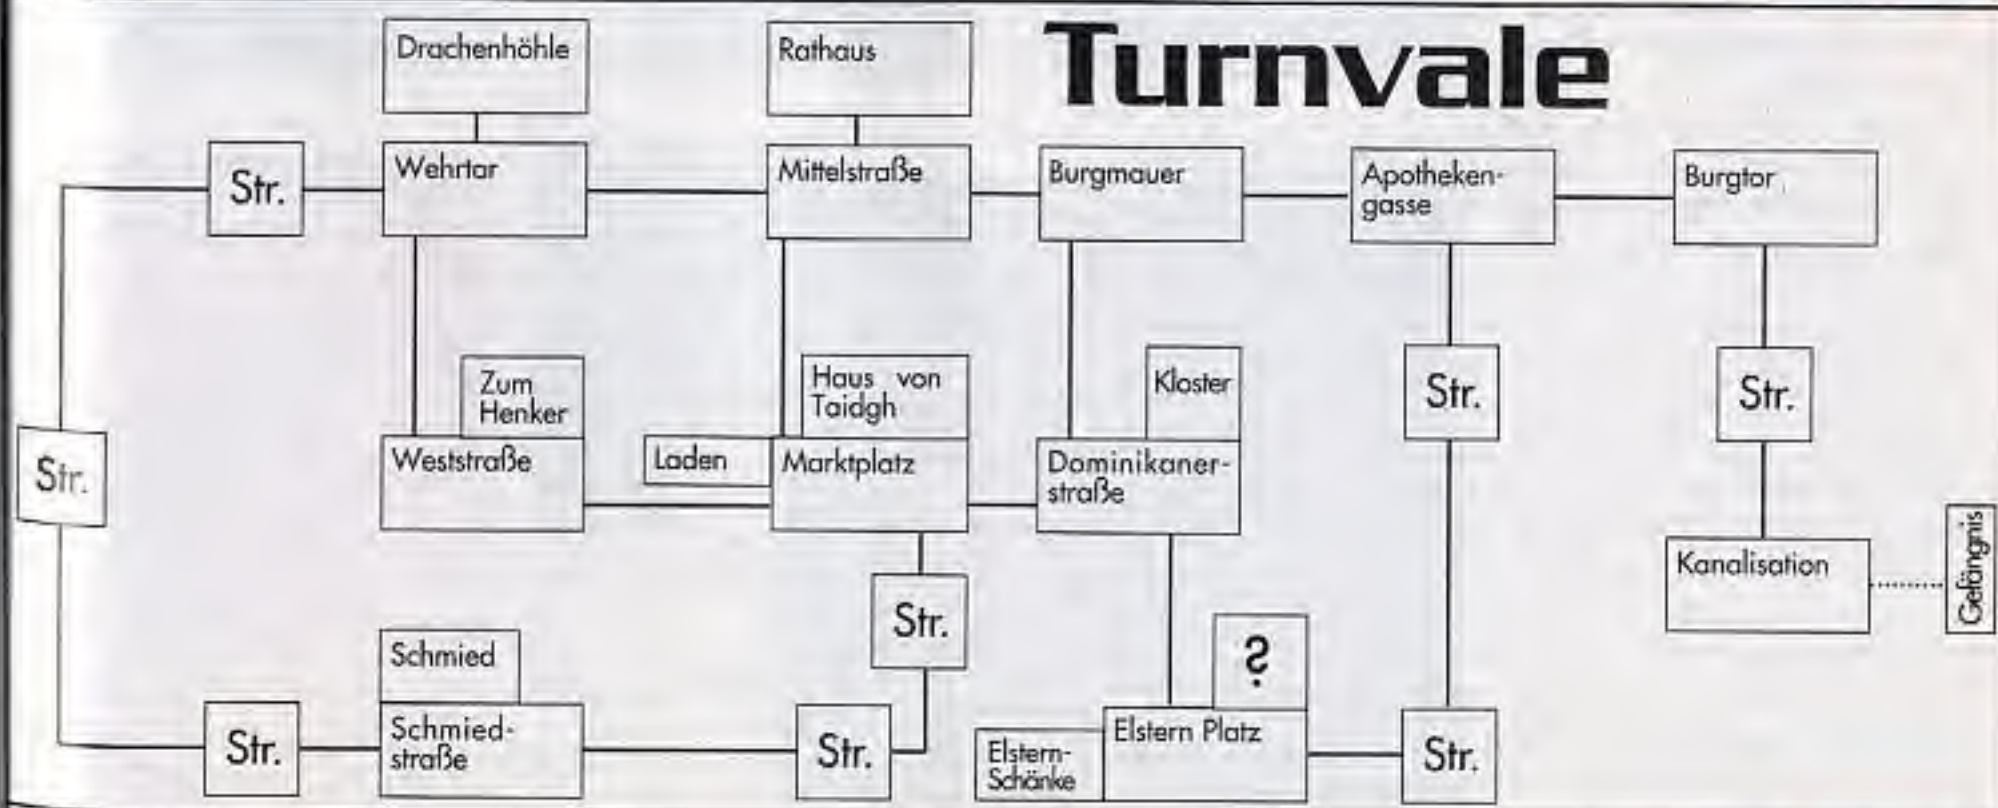 Turnvale
Drachenhöhle
Rathaus
Str.
Wehrtor
Mittelstraße
Burgmauer
Apotheken-
gasse
Burgtor
Zum
Henker
Haus von
Taidgh
Kloster
Str.
Str.
Str.
Weststraße
Laden
Marktplatz
Dominikaner-
straße
Kanalisation
Gefängnis
Str.
Schmied
?
Str.
Schmied-
straße
Str.
Elstern-
Schänke
Elstern Platz
Str.